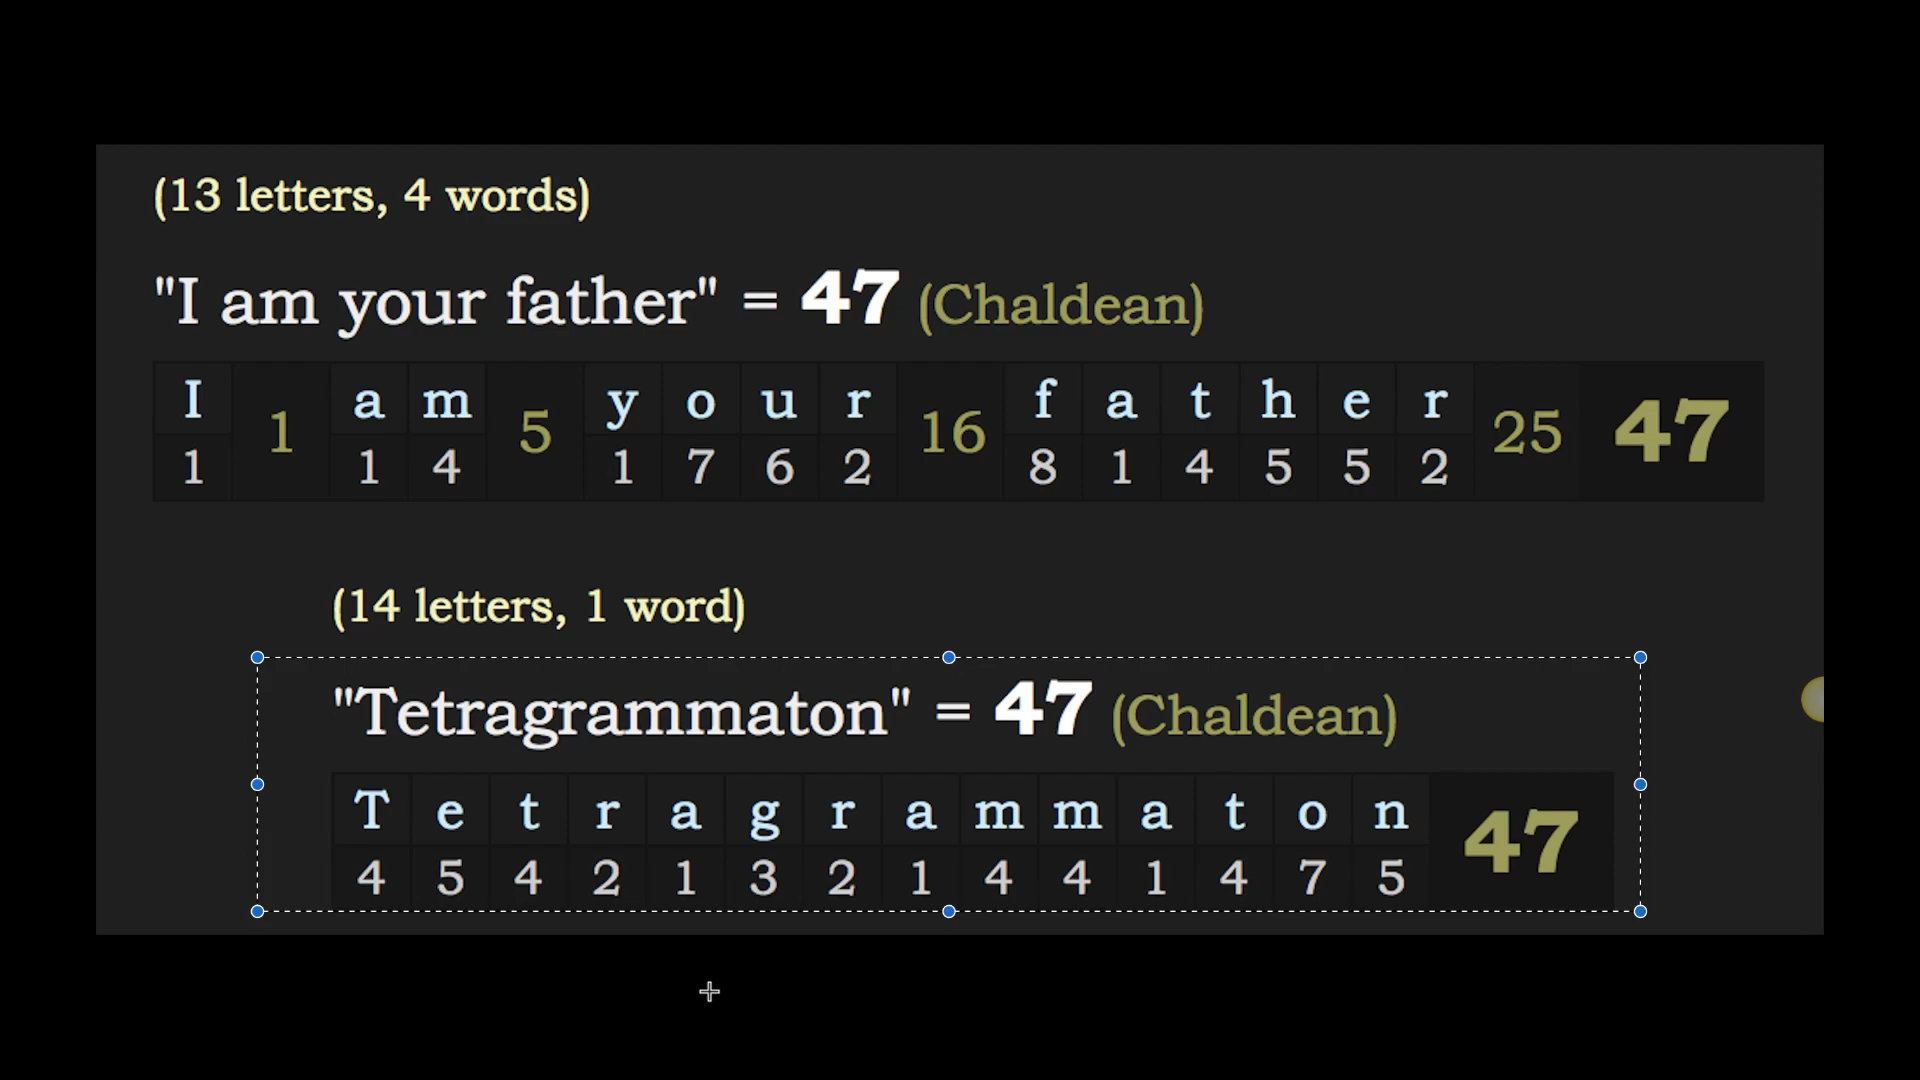 (13 letters, 4 words)
"I am your father" = 47 (Chaldean)
I 1 a m 5 y o u r 16 f a t h e r 25 47
1 1 4 1 7 6 2 8 1 4 5 5 2
(14 letters, 1 word)
"Tetragrammaton" = 47 (Chaldean)
T e t r a g r a m m a t o n 47
4 5 4 2 1 3 2 1 4 4 1 4 7 5